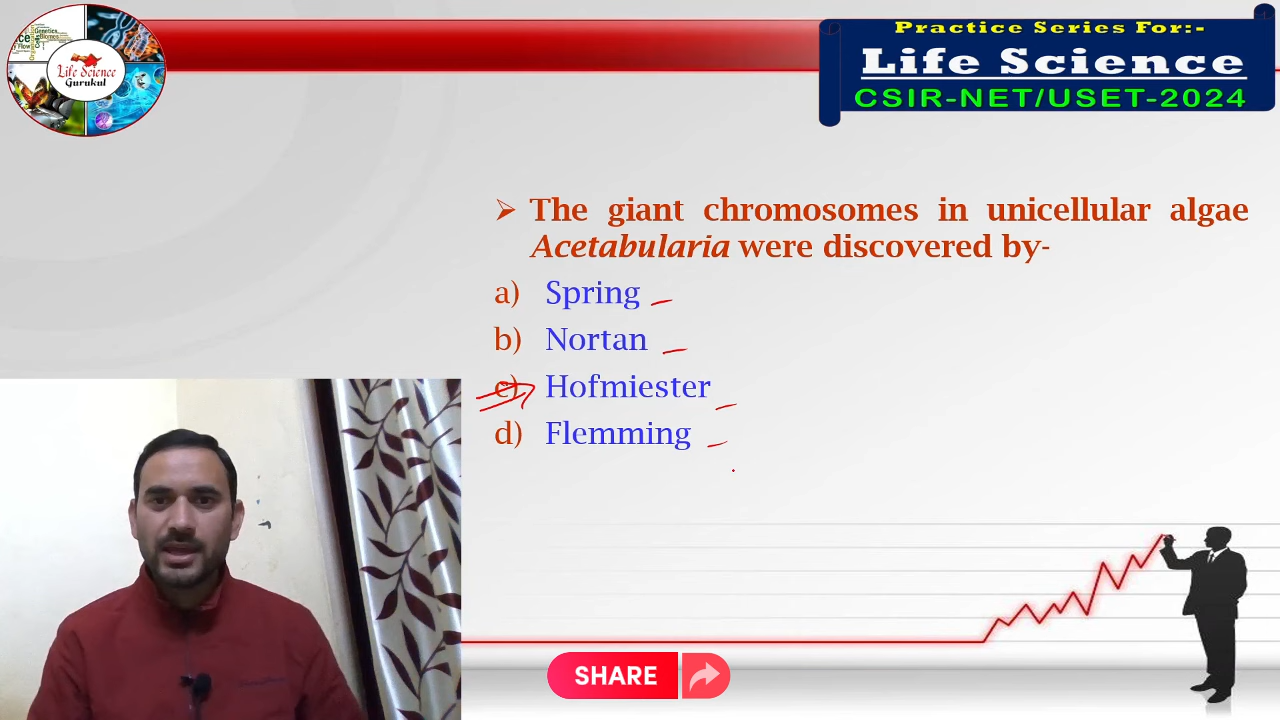 Genetics
Life Science
Gurukul
Practice Series For:-
Life Science
CSIR-NET/USET-2024
➢ The giant chromosomes in unicellular algae
Acetabularia were discovered by-
a) Spring
b) Nortan
c) Hofmiester
d) Flemming
SHARE